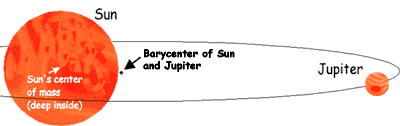 Sun
Barycenter of Sun
and Jupiter
Jupiter
Sun's center
of mass
(deep inside)